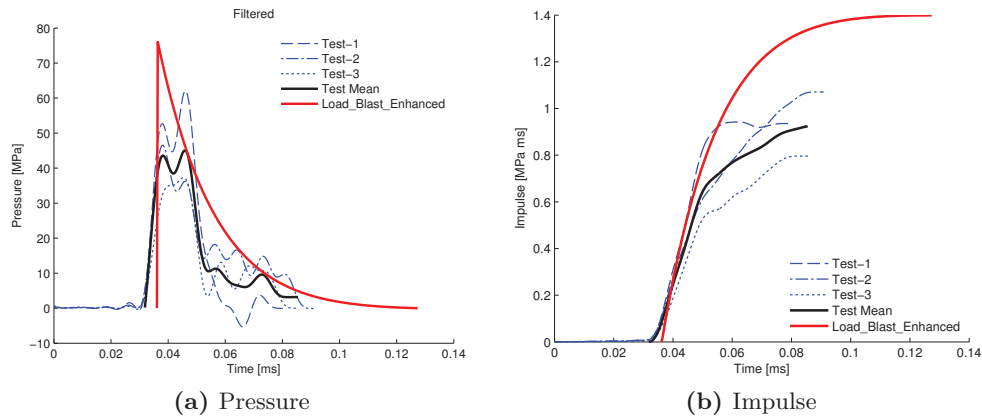 Filtered
80
70
60
50
40
30
20
10
0
−10
Pressure [MPa]
Test-1
Test-2
Test-3
Test Mean
Load_Blast_Enhanced
0 0.02 0.04 0.06 0.08 0.1 0.12 0.14
Time [ms]
(a) Pressure
1.4
1.2
1
0.8
0.6
0.4
0.2
0
Impulse [MPa ms]
Test-1
Test-2
Test-3
Test Mean
Load_Blast_Enhanced
0 0.02 0.04 0.06 0.08 0.1 0.12 0.14
Time [ms]
(b) Impulse